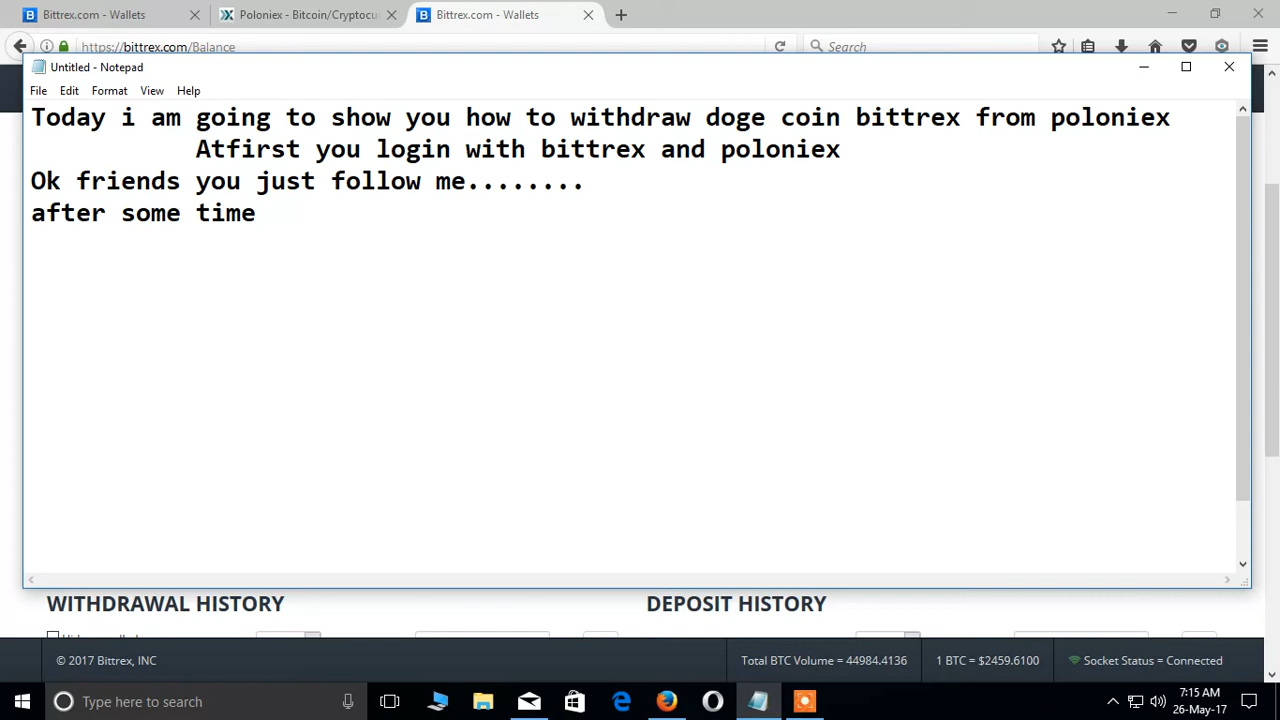 Bittrex.com - Wallets
Poloniex - Bitcoin/Cryptocu
Bittrex.com - Wallets
https://bittrex.com/Balance
Search
Untitled - Notepad
File Edit Format View Help
Today i am going to show you how to withdraw doge coin bittrex from poloniex
Atfirst you login with bittrex and poloniex
Ok friends you just follow me........
after some time
WITHDRAWAL HISTORY
DEPOSIT HISTORY
© 2017 Bittrex, INC
Total BTC Volume = 44984.4136
1 BTC = $2459.6100
Socket Status = Connected
Type here to search
7:15 AM
26-May-17